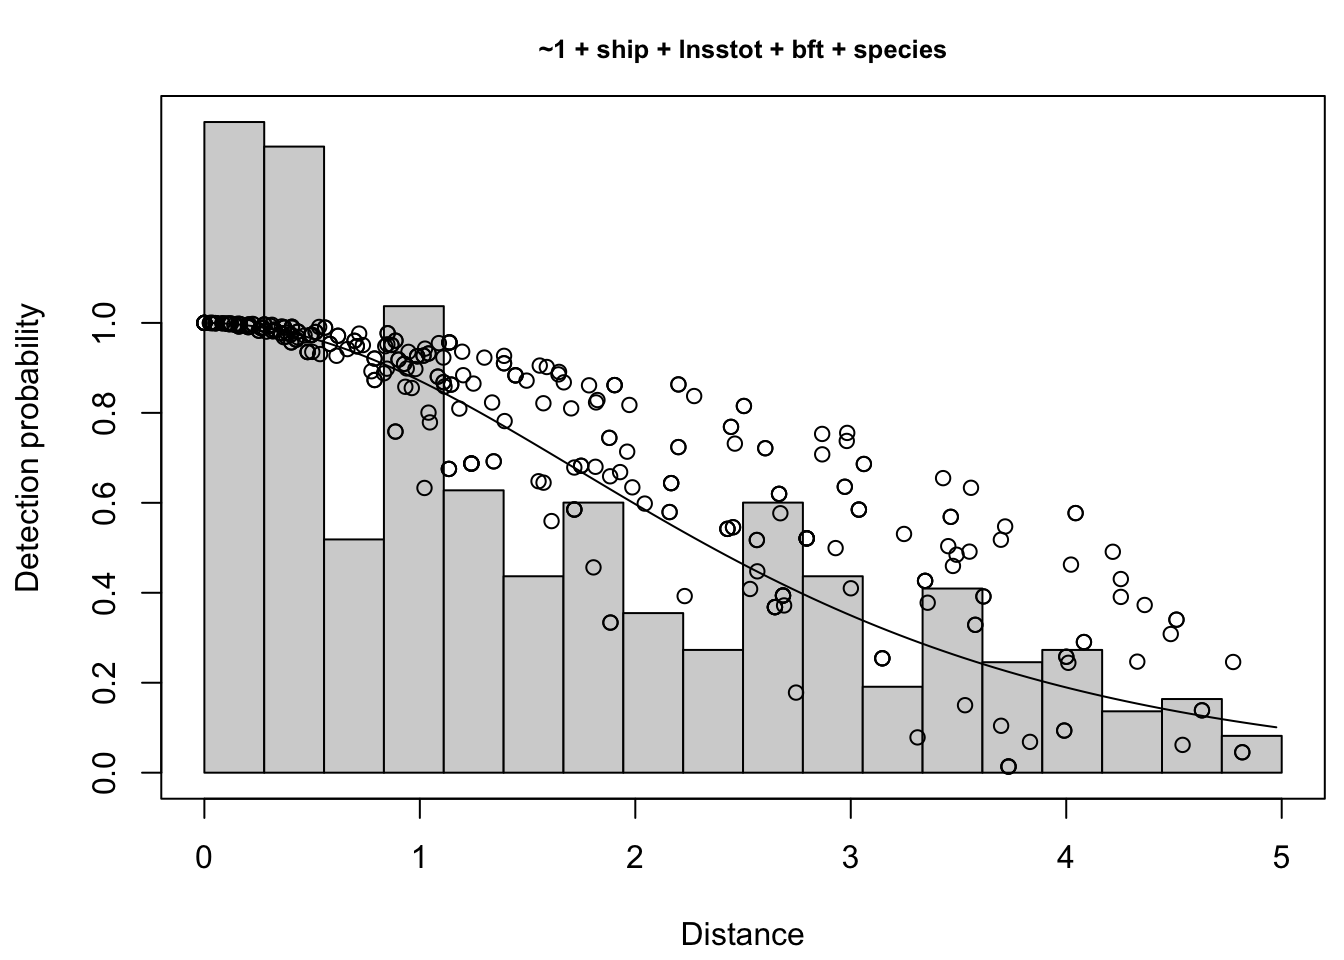 ~1 + ship + lnsstot + bft + species
Detection probability
1.0
0.8
0.6
0.4
0.2
0.0
0 1 2 3 4 5
Distance